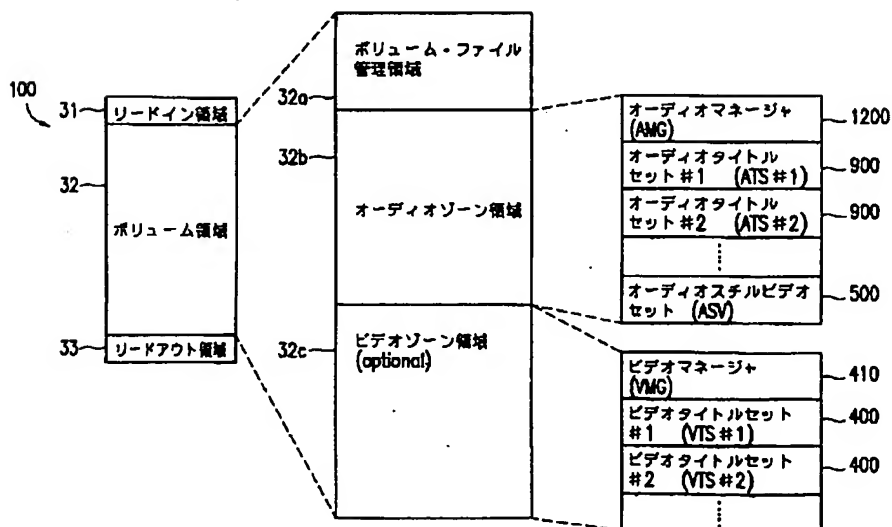 100
31
リードイン領域
32
ボリューム領域
33
リードアウト領域
ボリューム・ファイル
管理領域
32a
32b
オーディオゾーン領域
32c
ビデオゾーン領域
(optional)
オーディオマネージャ
(AMG)
1200
オーディオタイトル
セット#1 (ATS#1)
900
オーディオタイトル
セット#2 (ATS#2)
900
オーディオスチルビデオ
セット (ASV)
500
ビデオマネージャ
(VMG)
410
ビデオタイトルセット
#1 (VTS#1)
400
ビデオタイトルセット
#2 (VTS#2)
400